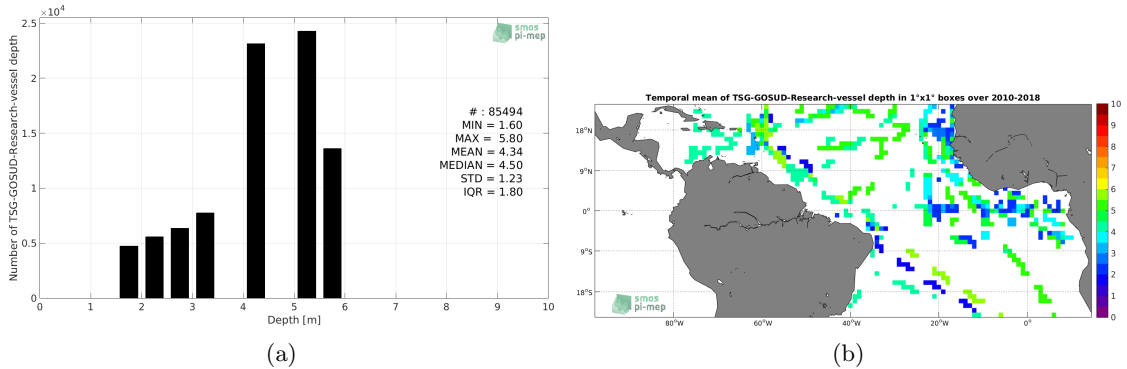 2.5 ×10⁴
smos
pi-mep
2
# : 85494
MIN = 1.60
1.5
MAX = 5.80
MEAN = 4.34
MEDIAN = 4.50
STD = 1.23
1
IQR = 1.80
0.5
0
Number of TSG-GOSUD-Research-vessel depth
0 1 2 3 4 5 6 7 8 9 10
Depth [m]
(a)
Temporal mean of TSG-GOSUD-Research-vessel depth in 1°x1° boxes over 2010-2018
18°N
9°N
0°
9°S
18°S
smos
pi-mep
80°W 60°W 40°W 20°W 0°
10
9
8
7
6
5
4
3
2
1
0
(b)